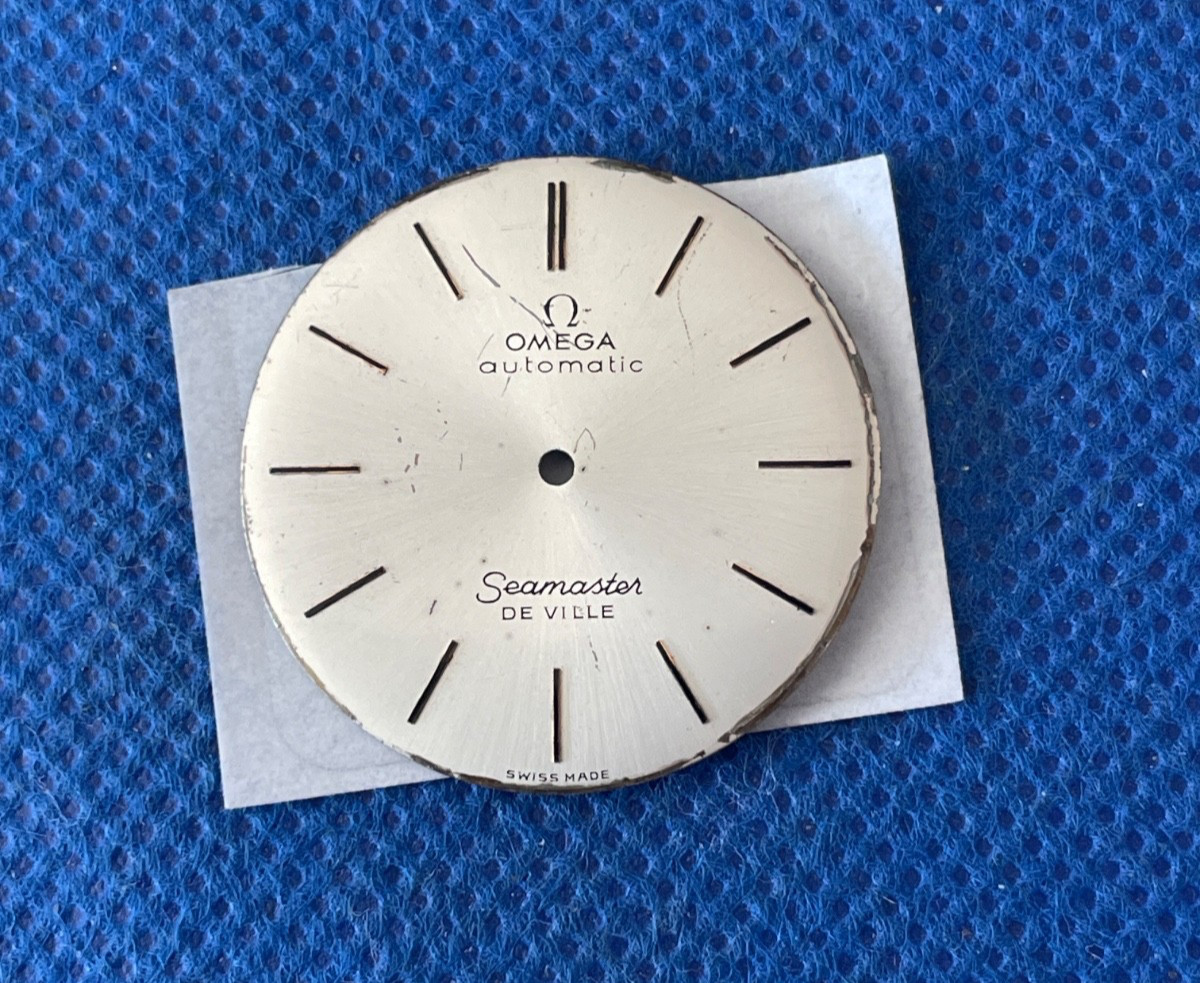 Ω
OMEGA
automatic
Seamaster
DE VILLE
SWISS MADE